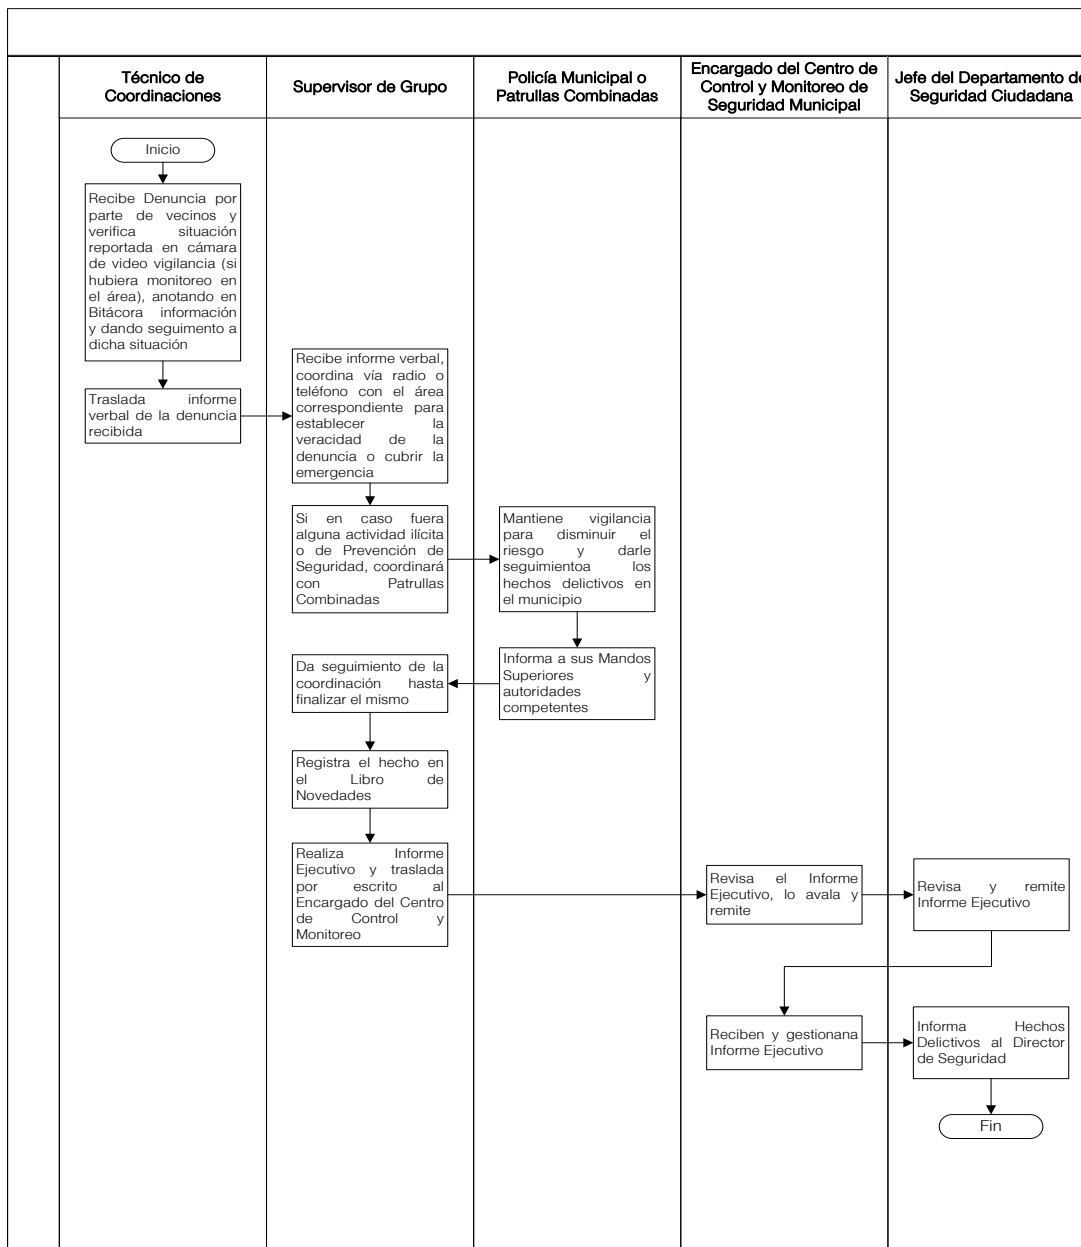 Técnico de
Coordinaciones
Supervisor de Grupo
Policía Municipal o
Patrullas Combinadas
Encargado del Centro de
Control y Monitoreo de
Seguridad Municipal
Jefe del Departamento de
Seguridad Ciudadana
Inicio
Recibe Denuncia por
parte de vecinos y
verifica situación
reportada en cámara
de video vigilancia (si
hubiera monitoreo en
el área), anotando en
Bitácora información
y dando seguimento a
dicha situación
Traslada informe
verbal de la denuncia
recibida
Recibe informe verbal,
coordina vía radio o
teléfono con el área
correspondiente para
establecer la
veracidad de la
denuncia o cubrir la
emergencia
Si en caso fuera
alguna actividad ilícita
o de Prevención de
Seguridad, coordinará
con Patrullas
Combinadas
Mantiene vigilancia
para disminuir el
riesgo y darle
seguimientoa los
hechos delictivos en
el municipio
Informa a sus Mandos
Superiores y
autoridades
competentes
Da seguimiento de la
coordinación hasta
finalizar el mismo
Registra el hecho en
el Libro de
Novedades
Realiza Informe
Ejecutivo y traslada
por escrito al
Encargado del Centro
de Control y
Monitoreo
Revisa el Informe
Ejecutivo, lo avala y
remite
Revisa y remite
Informe Ejecutivo
Reciben y gestionana
Informe Ejecutivo
Informa Hechos
Delictivos al Director
de Seguridad
Fin